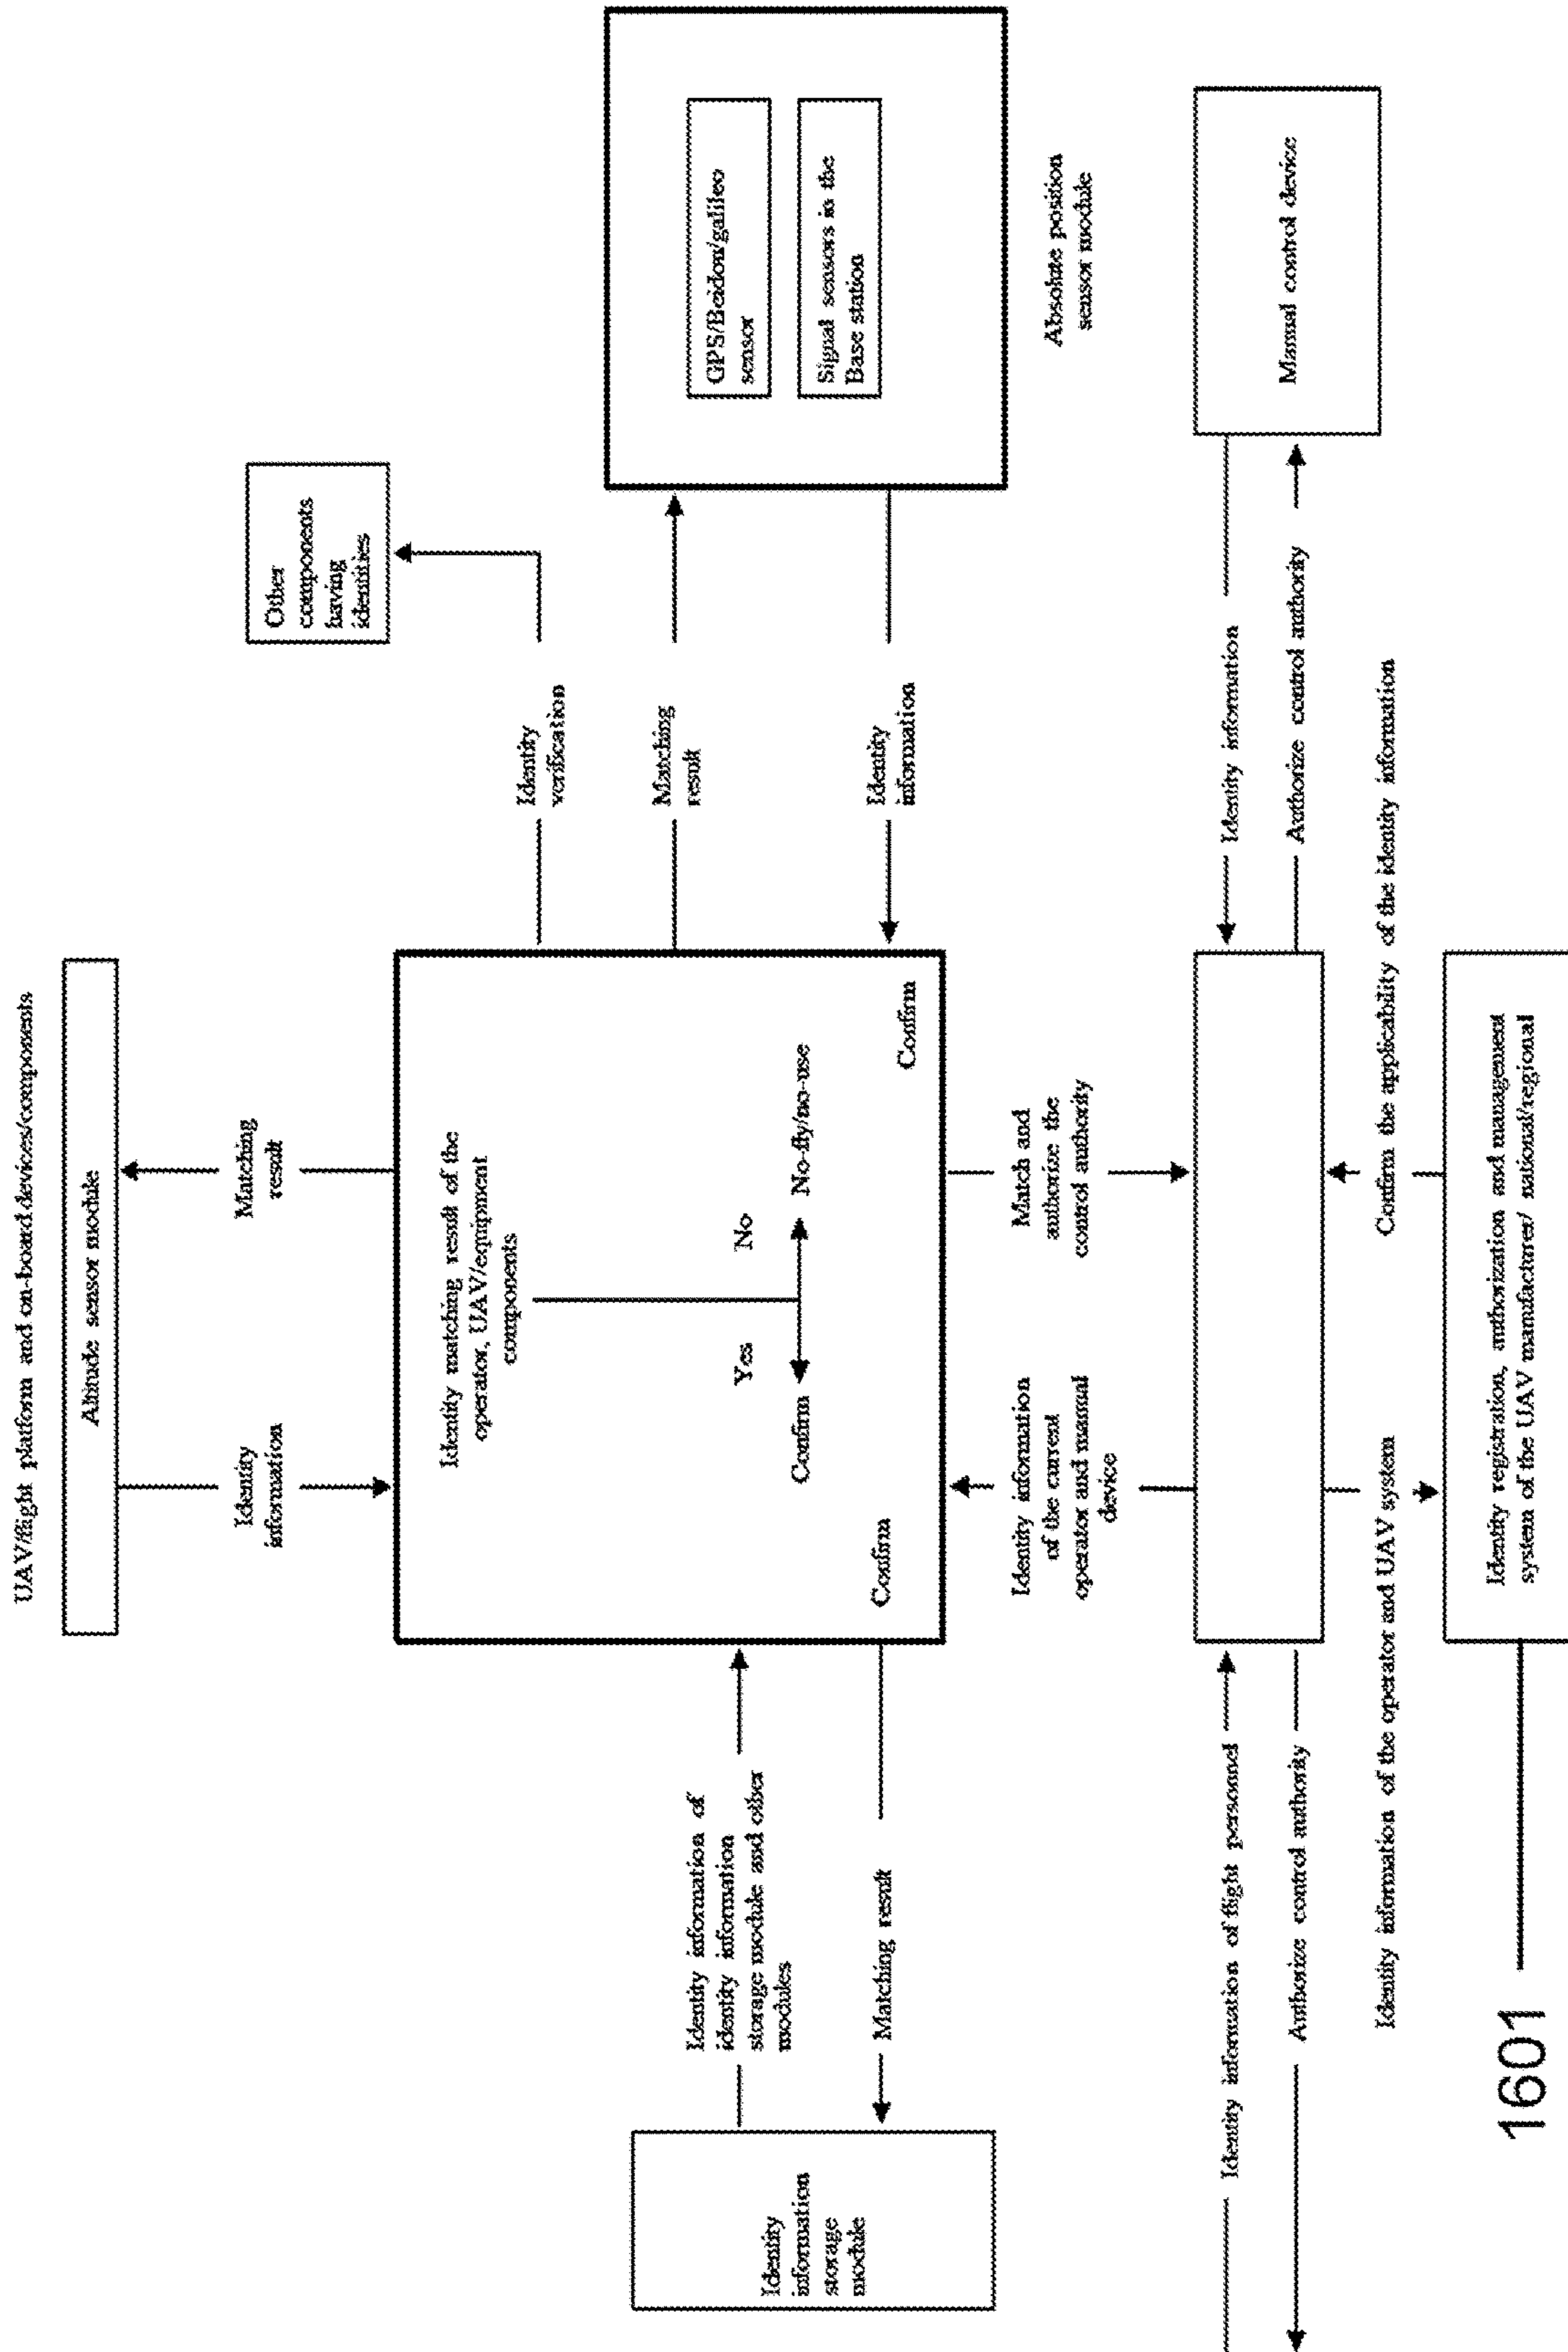 UAV/flight platform and on-board devices/components
Altitude sensor module
Identity
information
Matching
result
Other
components
having
identities
Identity matching result of the
operator, UAV/equipment
components
Yes
No
Confirm
No-fly/no-use
Confirm
Confirm
Identity
verification
Matching
result
Identity
information
GPS/Beidou/galileo
sensor
Signal sensors in the
Base station
Absolute position
sensor module
Identity
information
storage
module
Identity information of
identity information
storage module and other
modules
Matching result
Identity information
of the current
operator and manual
device
Match and
authorize the
control authority
Identity information of flight personnel
Authorize control authority
Identity information
Authorize control authority
Manual control device
Identity information of the operator and UAV system
Confirm the applicability of the identity information
Identity registration, authorization and management
system of the UAV manufacturer/ national/regional
1601